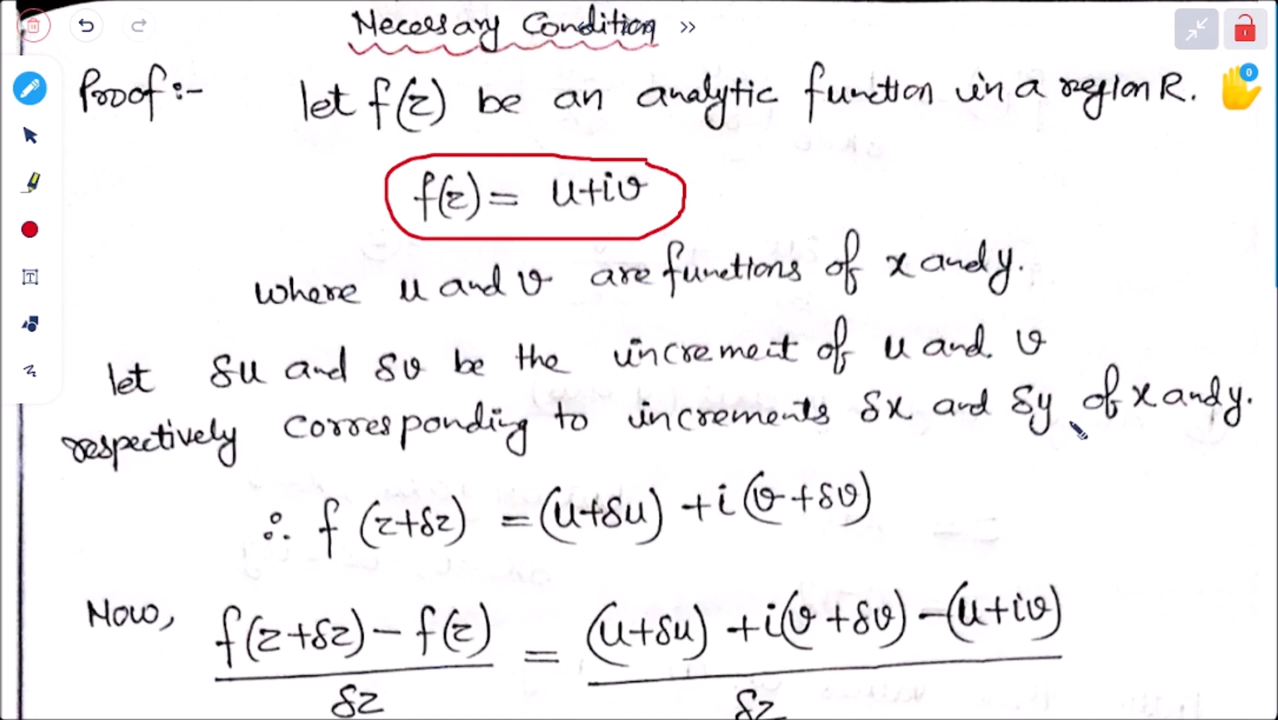 Necessary Condition »
Proof:- let f(z) be an analytic function in a region R.
f(z) = u+iv
where u and v are functions of x and y.
let δu and δv be the increment of u and v
respectively corresponding to increments δx and δy of x and y.
∴ f (z+δz) = (u+δu) + i (v+δv)
Now, f(z+δz) - f(z) / δz = (u+δu) + i(v+δv) - (u+iv) / δz
0